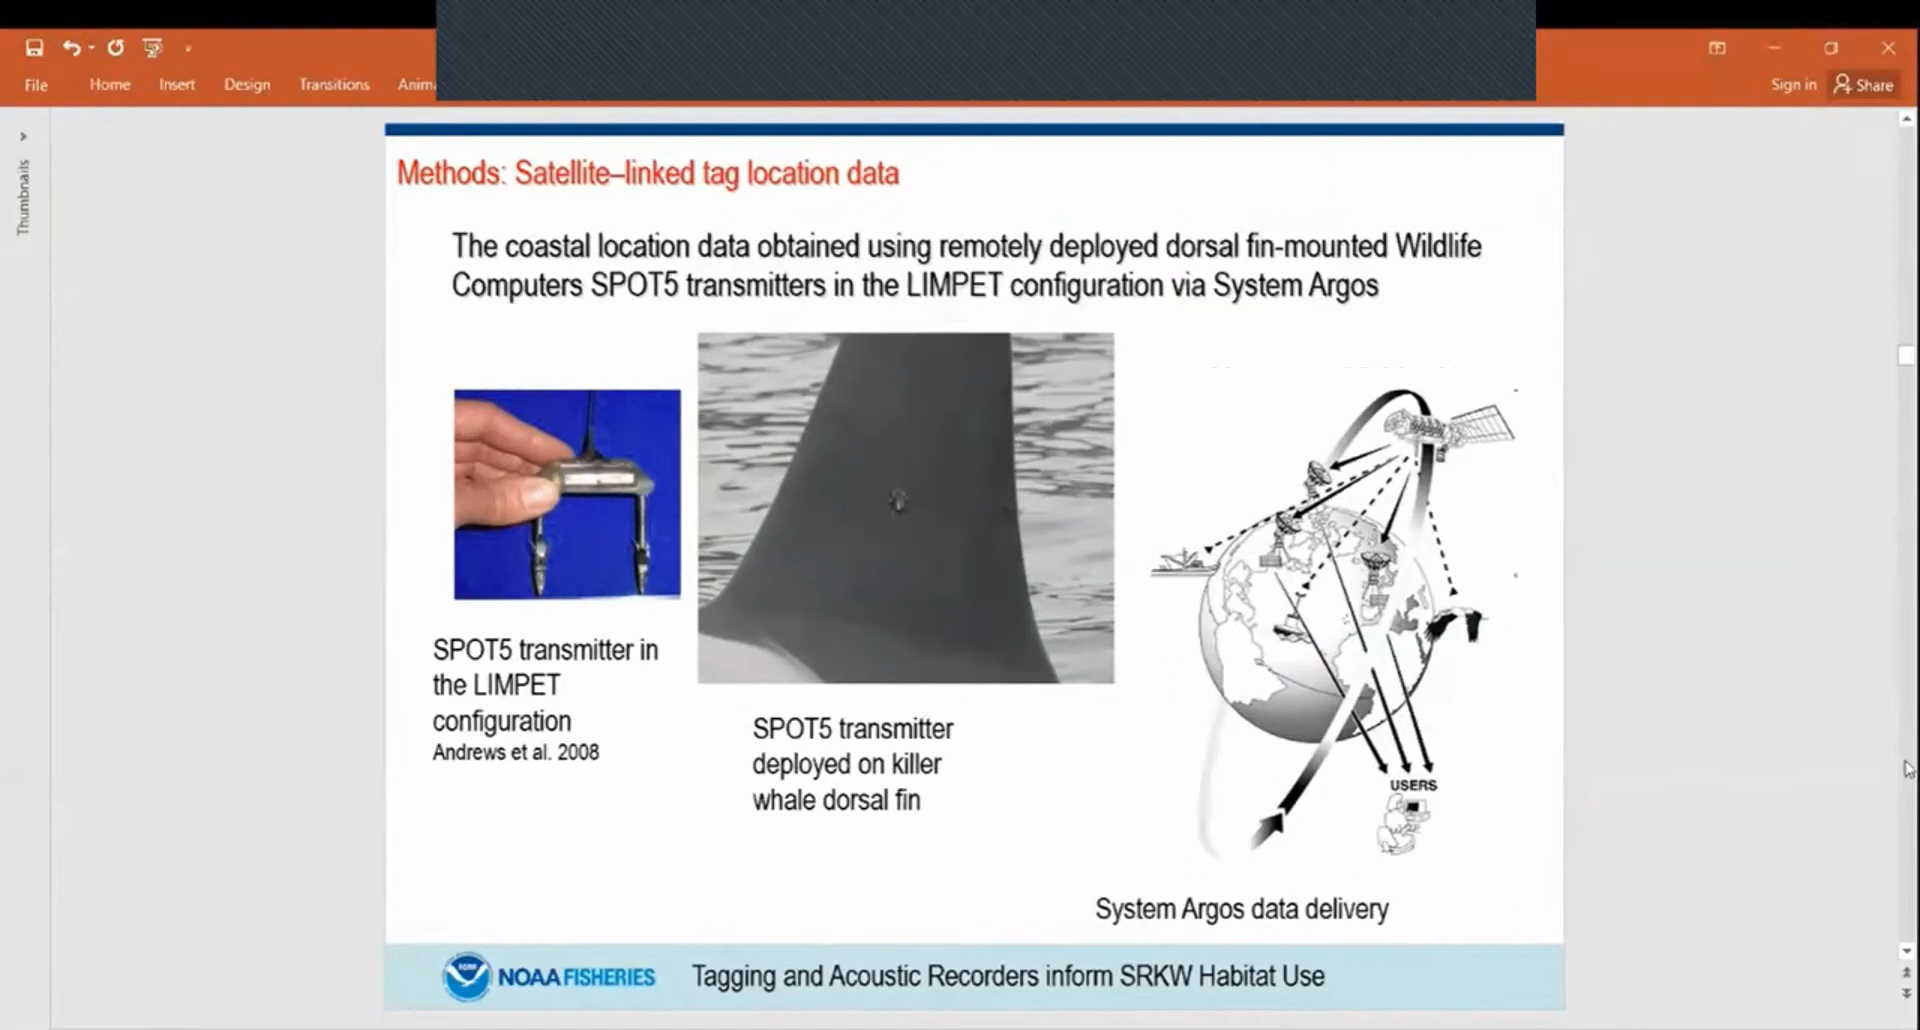 File Home Insert Design Transitions
Sign in Share
Thumbnails
Methods: Satellite–linked tag location data
The coastal location data obtained using remotely deployed dorsal fin-mounted Wildlife
Computers SPOT5 transmitters in the LIMPET configuration via System Argos
SPOT5 transmitter in
the LIMPET
configuration
Andrews et al. 2008
SPOT5 transmitter
deployed on killer
whale dorsal fin
USERS
System Argos data delivery
NOAA FISHERIES
Tagging and Acoustic Recorders inform SRKW Habitat Use